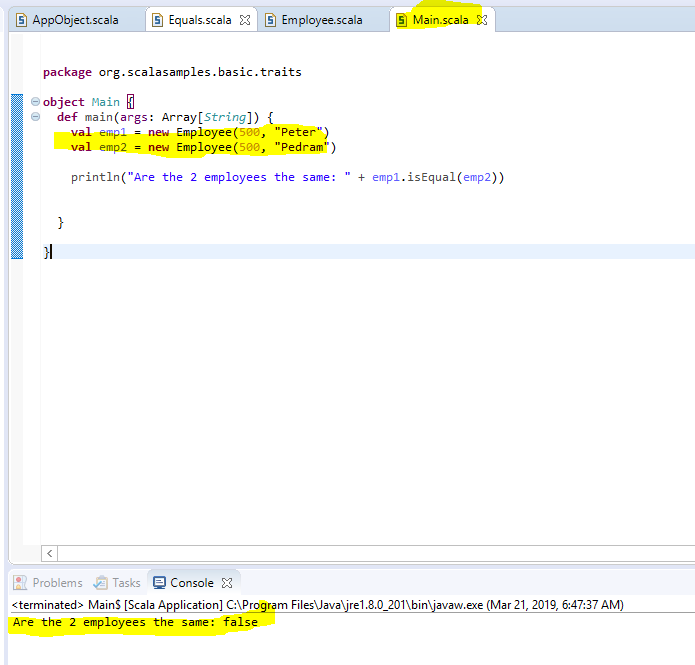 AppObject.scala Equals.scala Employee.scala Main.scala
package org.scalasamples.basic.traits
object Main {
def main(args: Array[String]) {
val emp1 = new Employee(500, "Peter")
val emp2 = new Employee(500, "Pedram")
println("Are the 2 employees the same: " + emp1.isEqual(emp2))
}
}
Problems Tasks Console
<terminated> Main$ [Scala Application] C:\Program Files\Java\jre1.8.0_201\bin\javaw.exe (Mar 21, 2019, 6:47:37 AM)
Are the 2 employees the same: false